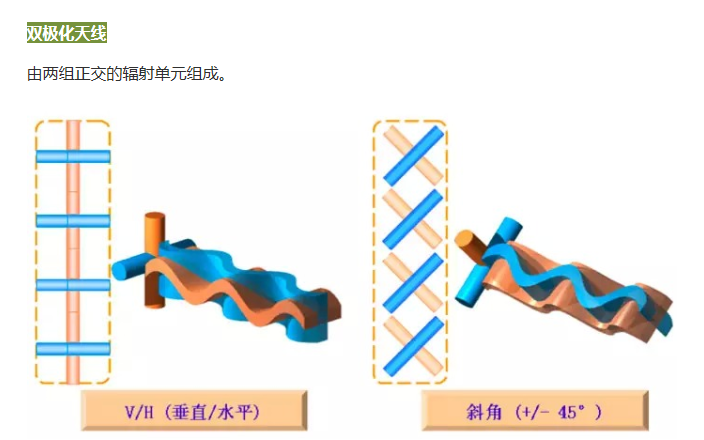 双极化天线
由两组正交的辐射单元组成。
V/H (垂直/水平)
斜角 (+/- 45° )